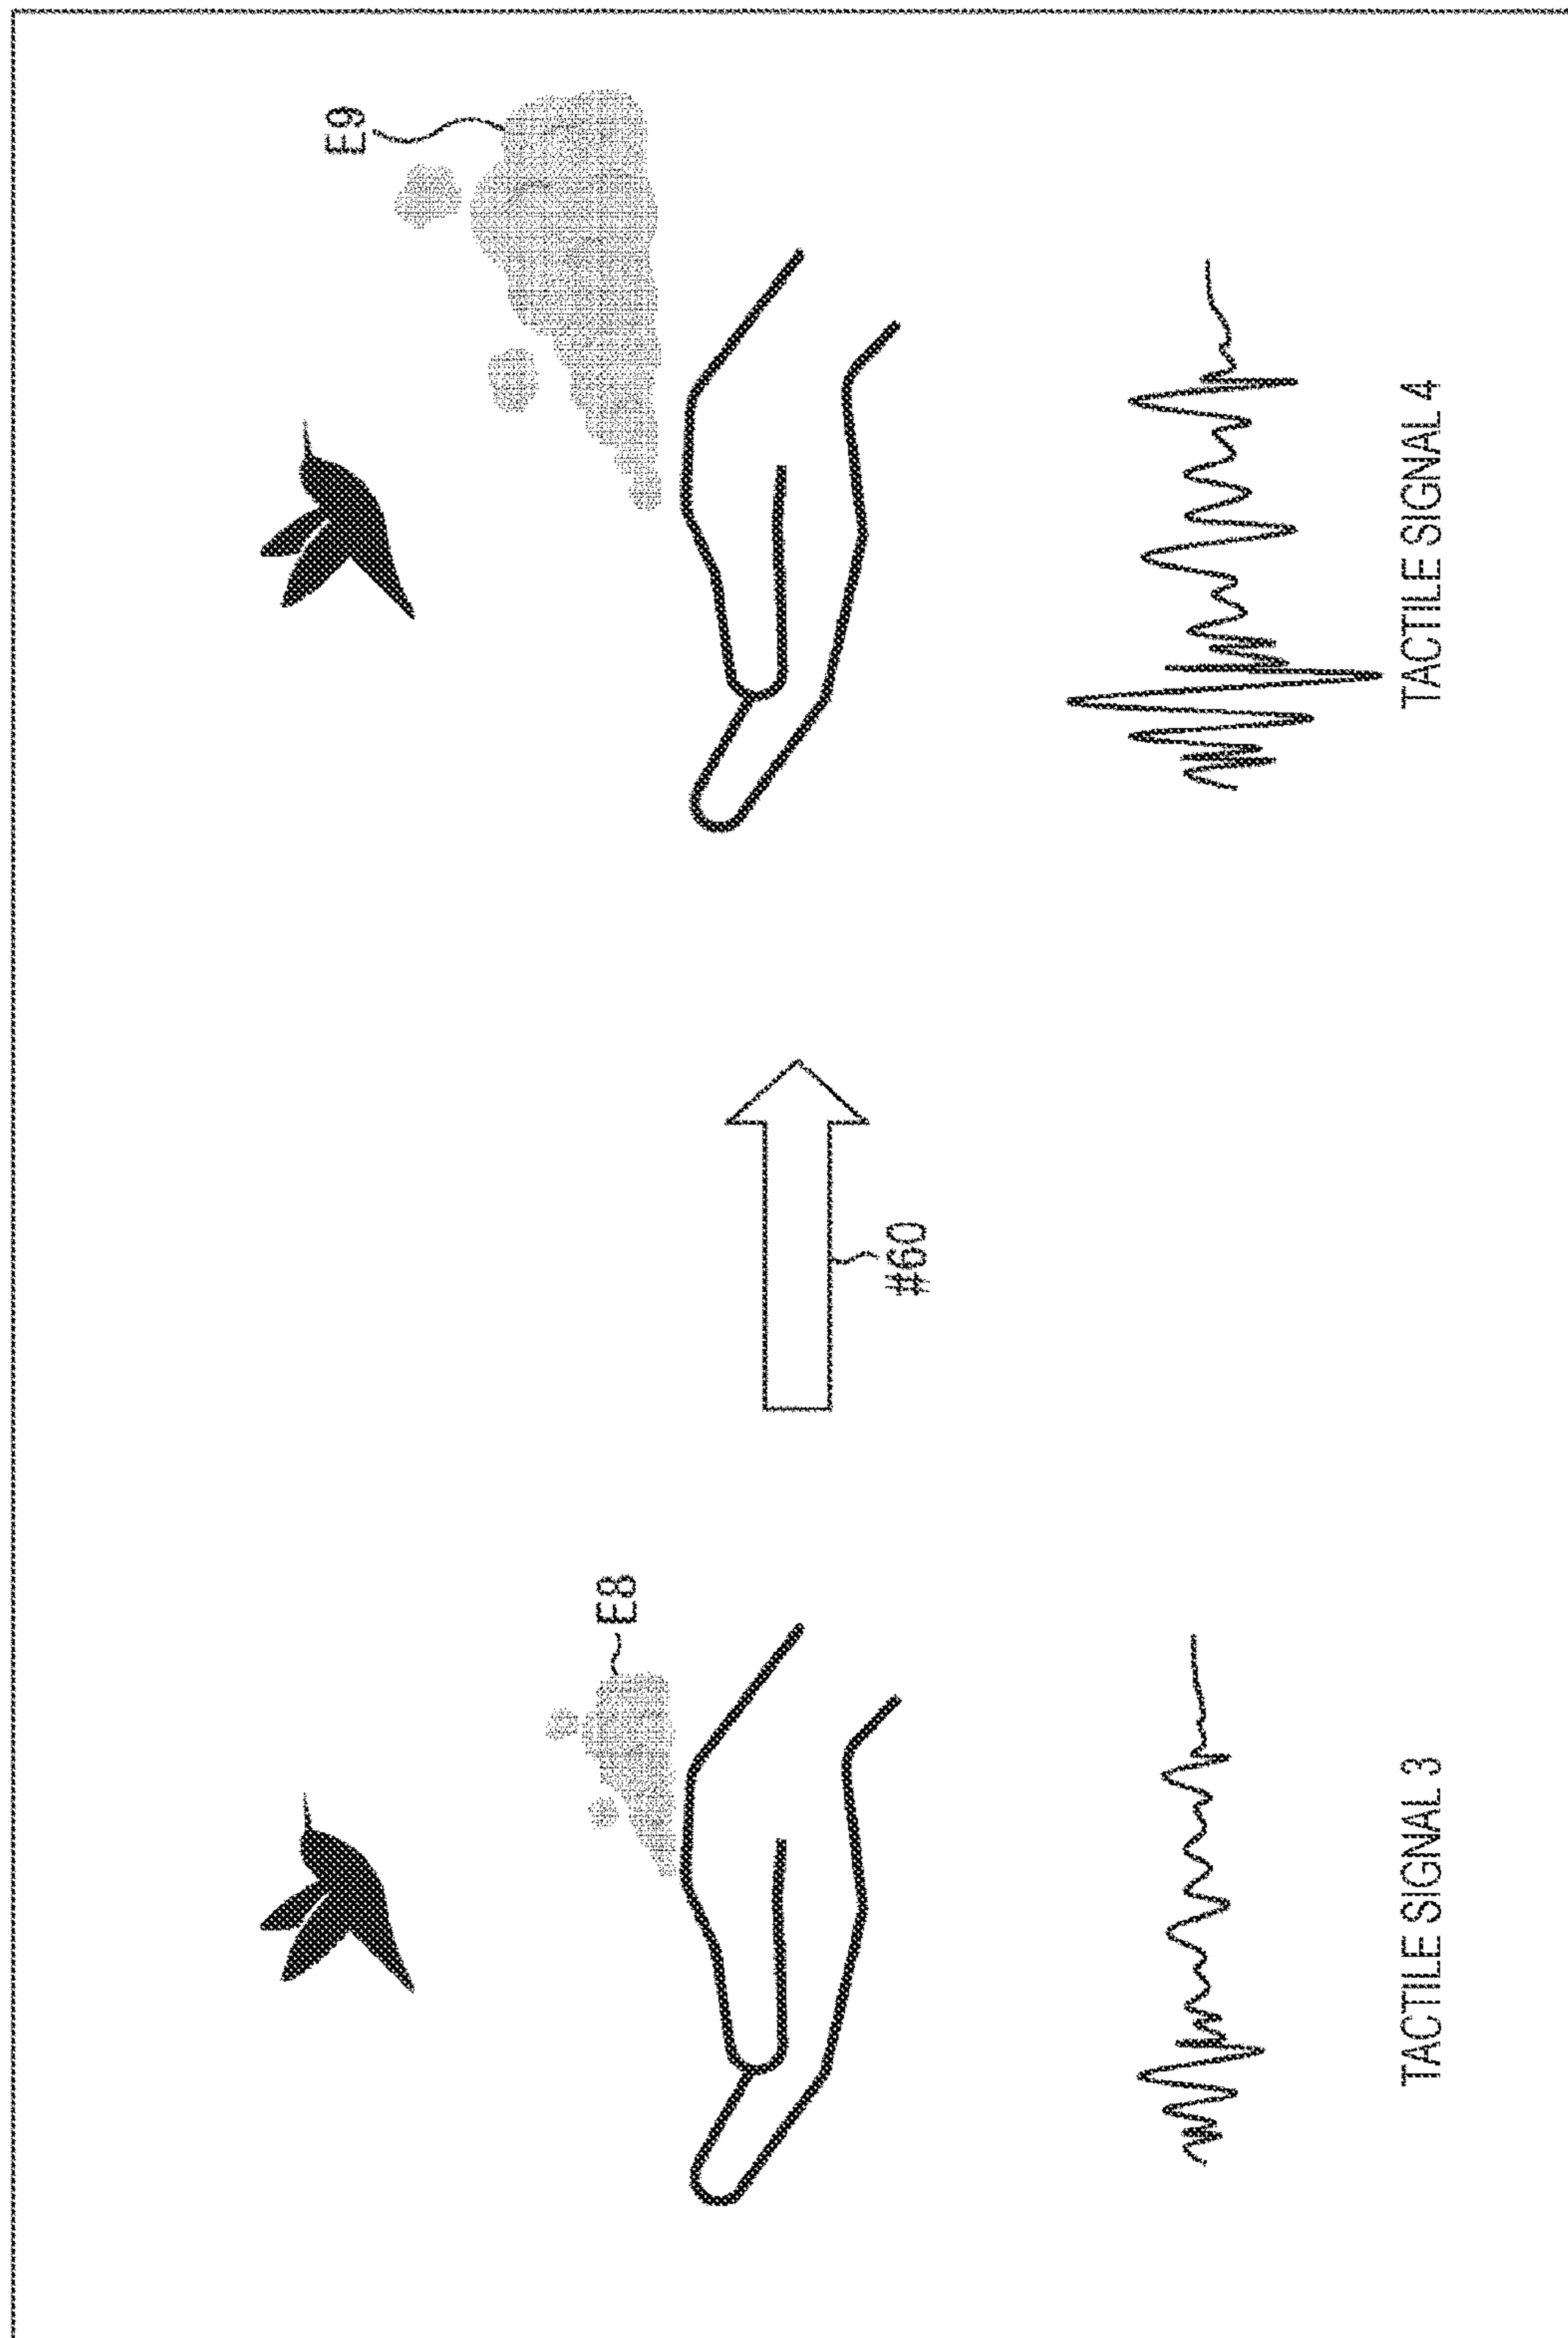 E8
TACTILE SIGNAL 3
#60
E9
TACTILE SIGNAL 4